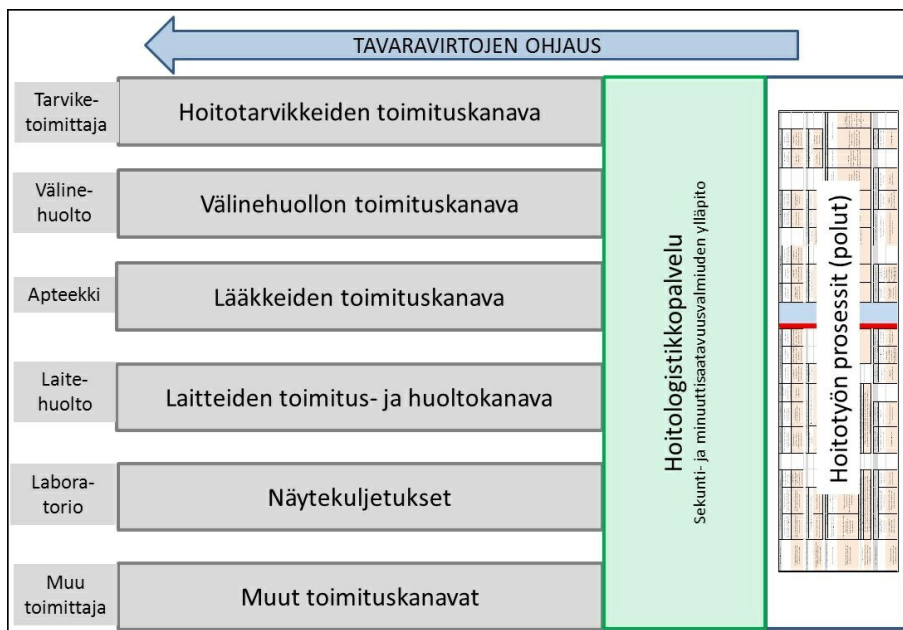 TAVARAVIRTOJEN OHJAUS
Tarvike-
toimittaja
Hoitotarvikkeiden toimituskanava
Väline-
huolto
Välinehuollon toimituskanava
Apteekki
Lääkkeiden toimituskanava
Laite-
huolto
Laitteiden toimitus- ja huoltokanava
Labora-
torio
Näytekuljetukset
Muu
toimittaja
Muut toimituskanavat
Hoitologistikkopalvelu
Sekunti- ja minuuttisaatavuusvalmiuden ylläpito
Hoitotyön prosessit (polut)